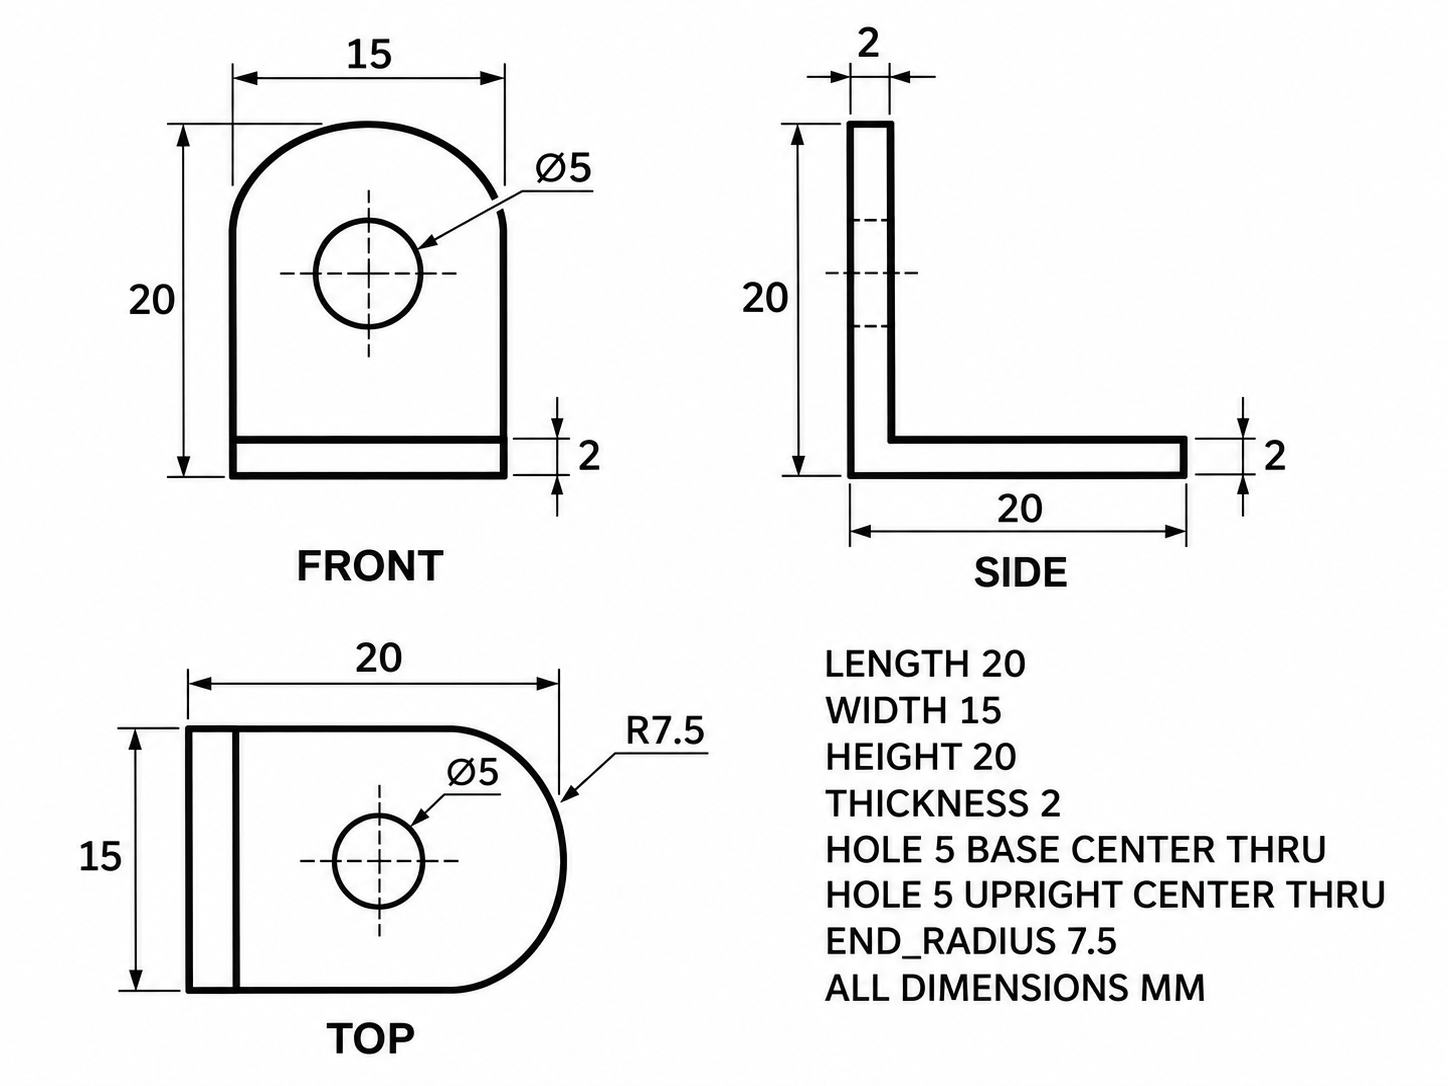 15
Ø5
20
2
FRONT
2
20
2
20
SIDE
20
R7.5
Ø5
15
TOP
LENGTH 20
WIDTH 15
HEIGHT 20
THICKNESS 2
HOLE 5 BASE CENTER THRU
HOLE 5 UPRIGHT CENTER THRU
END_RADIUS 7.5
ALL DIMENSIONS MM